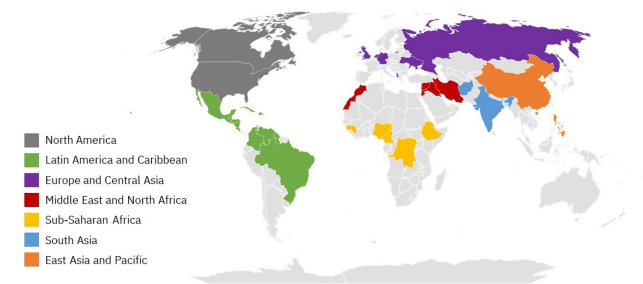 North America
Latin America and Caribbean
Europe and Central Asia
Middle East and North Africa
Sub-Saharan Africa
South Asia
East Asia and Pacific